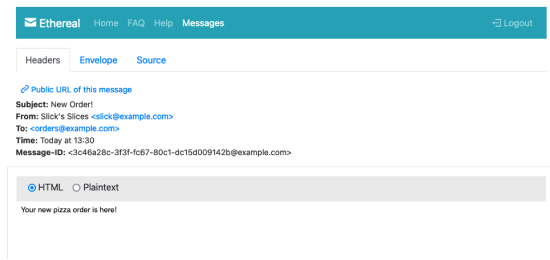 Ethereal Home FAQ Help Messages Logout
Headers Envelope Source
Public URL of this message
Subject: New Order!
From: Slick's Slices <slick@example.com>
To: <orders@example.com>
Time: Today at 13:30
Message-ID: <3c46a28c-3f3f-fc67-80c1-dc15d009142b@example.com>
HTML Plaintext
Your new pizza order is here!